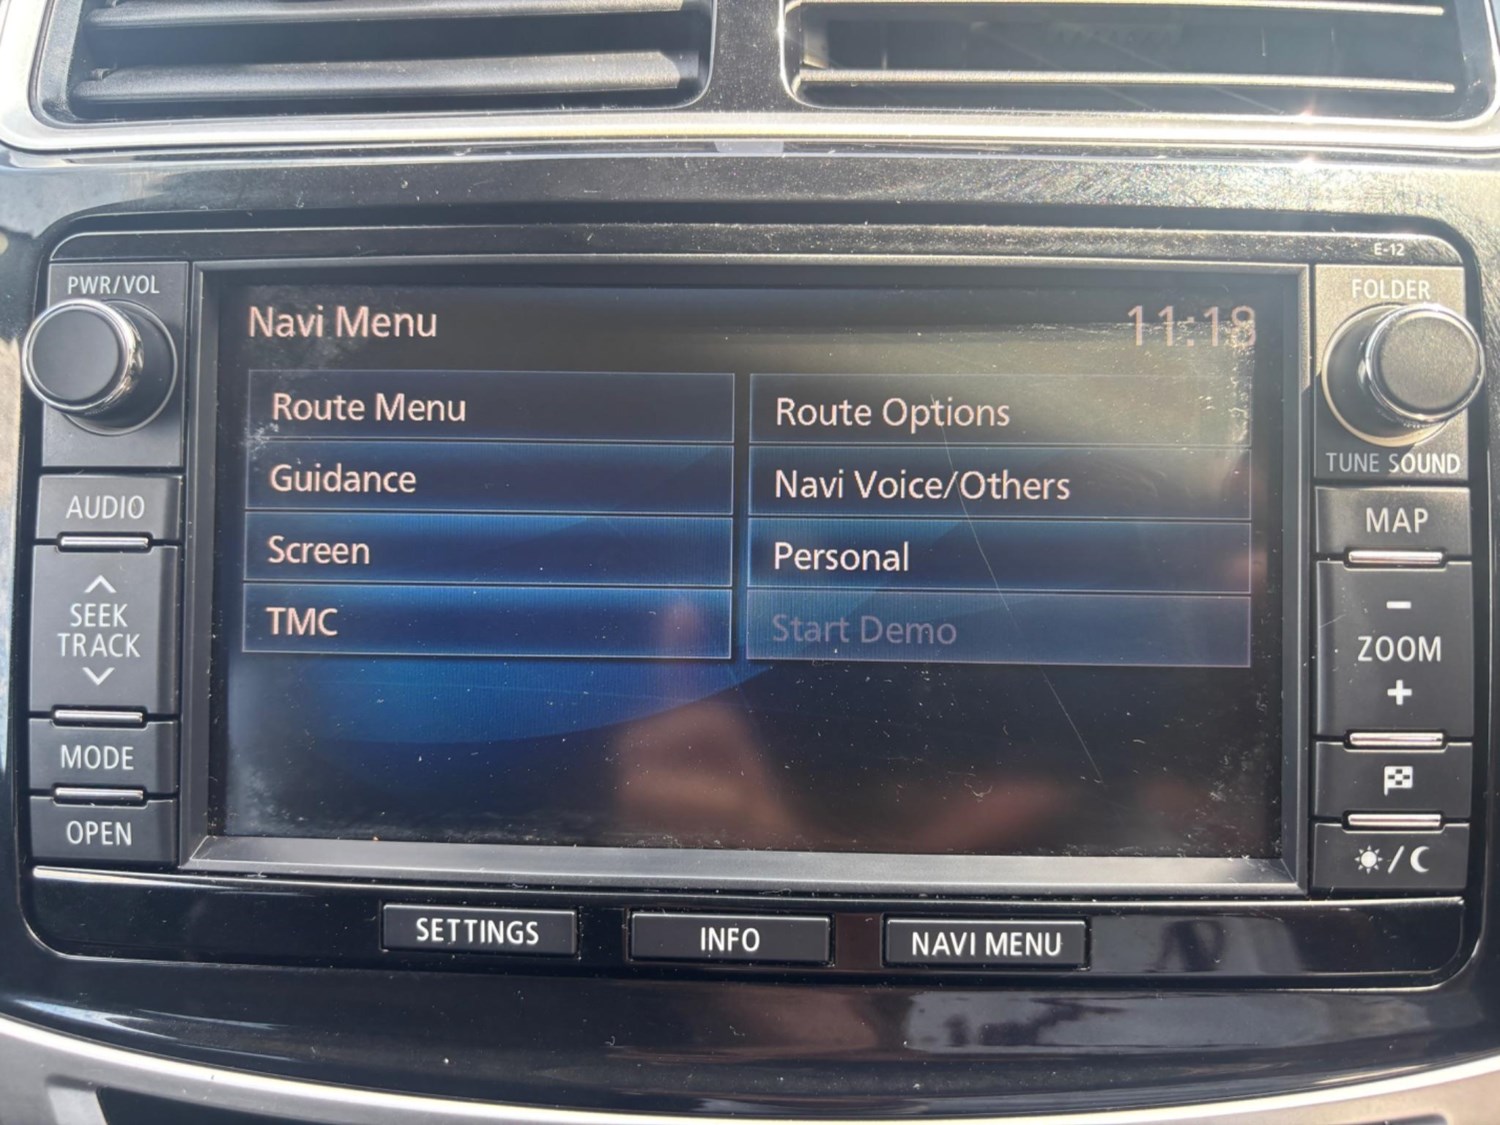 E-12
PWR/VOL
FOLDER
Navi Menu
11:18
Route Menu
Route Options
TUNE SOUND
Guidance
Navi Voice/Others
AUDIO
MAP
Screen
Personal
SEEK
TRACK
TMC
Start Demo
-
ZOOM
+
MODE
OPEN
/
SETTINGS
INFO
NAVI MENU